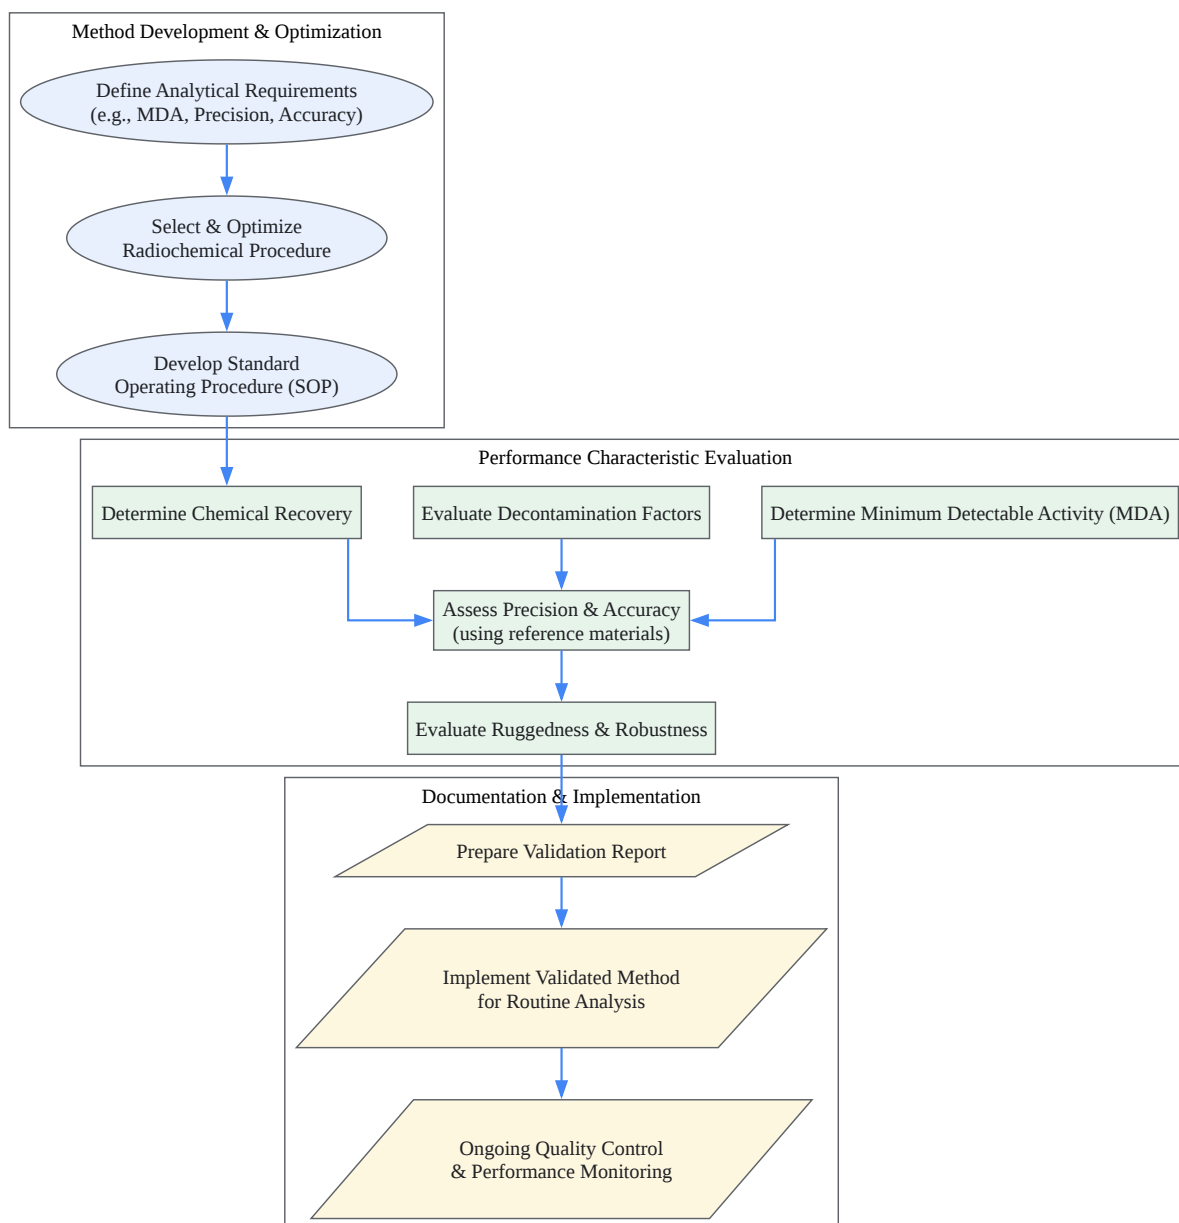 Method Development & Optimization
Define Analytical Requirements
(e.g., MDA, Precision, Accuracy)
Select & Optimize
Radiochemical Procedure
Develop Standard
Operating Procedure (SOP)
Performance Characteristic Evaluation
Determine Chemical Recovery
Evaluate Decontamination Factors
Determine Minimum Detectable Activity (MDA)
Assess Precision & Accuracy
(using reference materials)
Evaluate Ruggedness & Robustness
Documentation & Implementation
Prepare Validation Report
Implement Validated Method
for Routine Analysis
Ongoing Quality Control
& Performance Monitoring